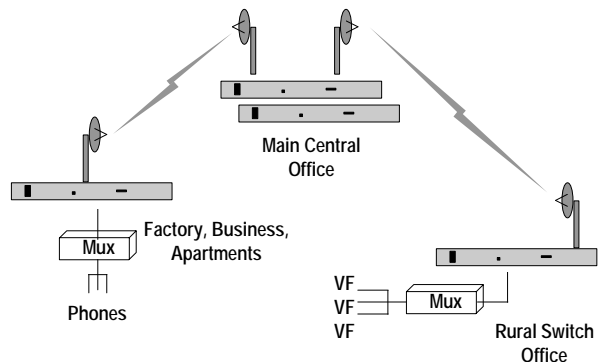 Main Central
Office
Factory, Business,
Apartments
Mux
Phones
VF
VF
VF
Mux
Rural Switch
Office